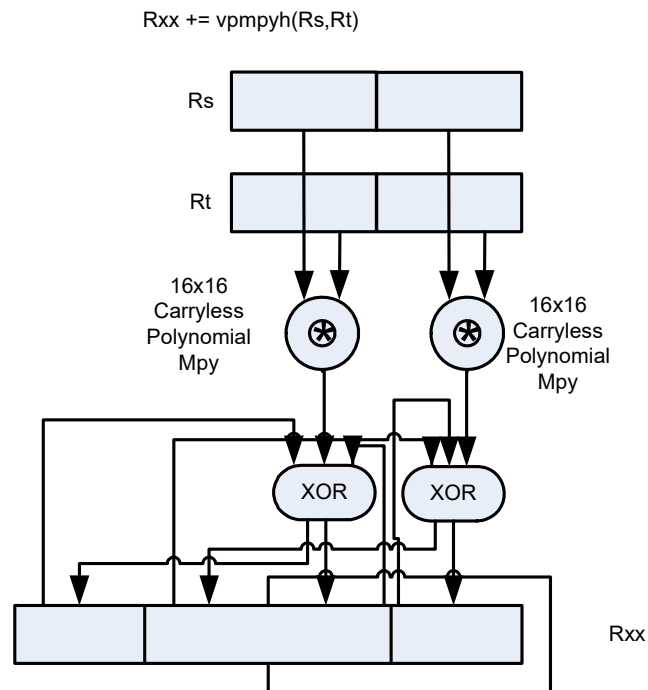 Rxx += vpmpyh(Rs,Rt)
Rs
Rt
16x16
Carryless
Polynomial
Mpy
16x16
Carryless
Polynomial
Mpy
XOR
XOR
Rxx